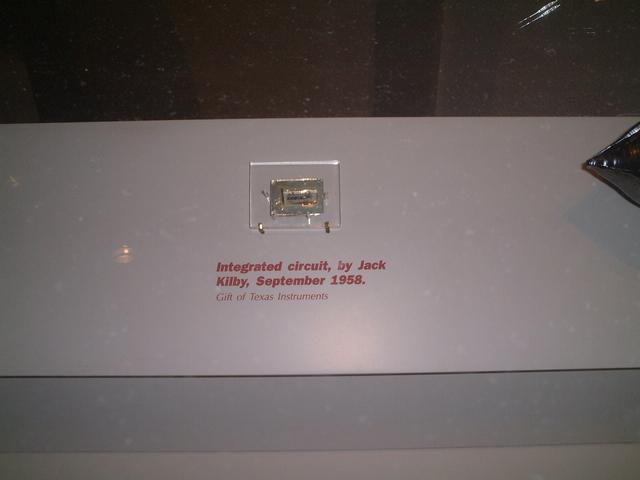 Integrated circuit, by Jack
Kilby, September 1958.
Gift of Texas Instruments